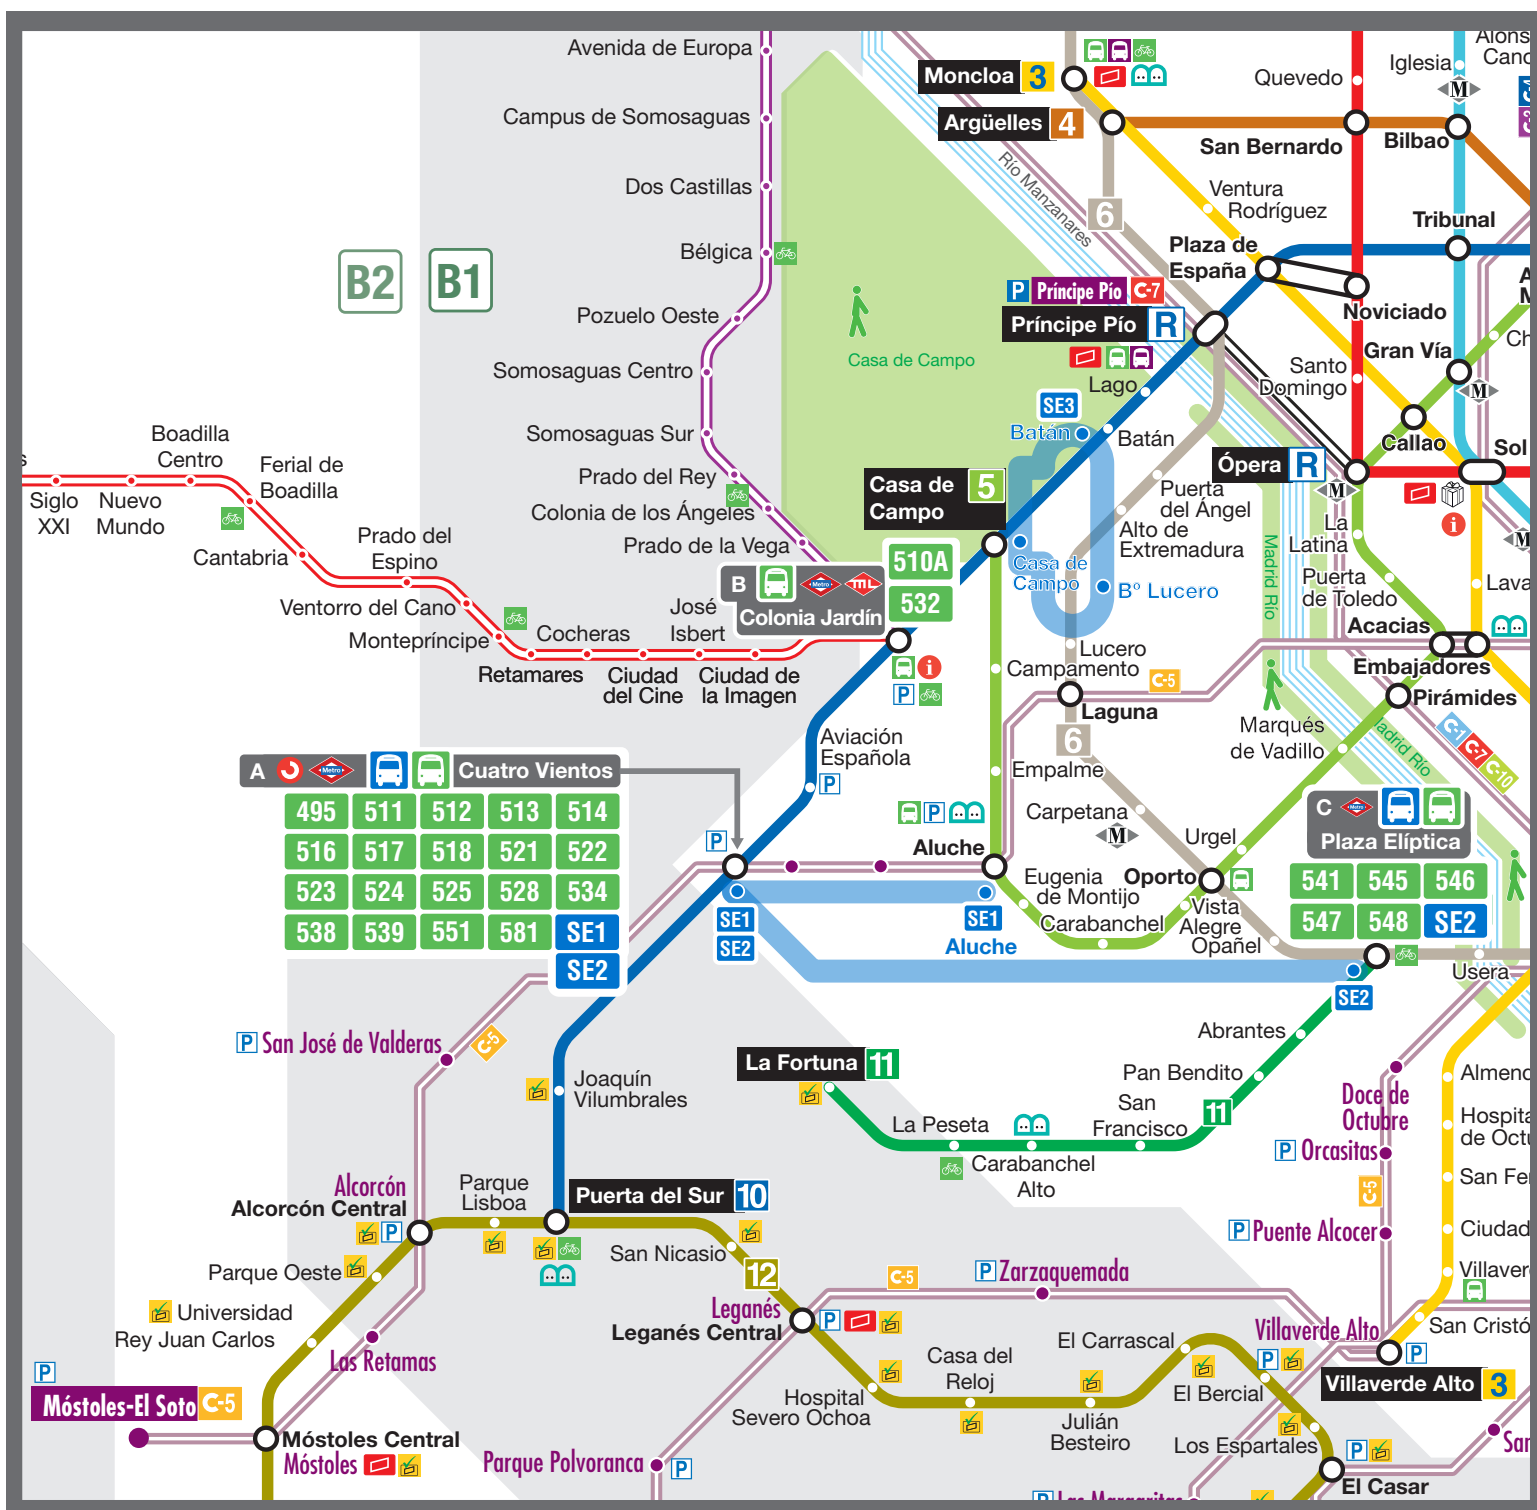 Avenida de Europa
Campus de Somosaguas
Dos Castillas
Bélgica
Pozuelo Oeste
Somosaguas Centro
Somosaguas Sur
Prado del Rey
Colonia de los Ángeles
Prado de la Vega
B2
B1
Casa de Campo
Moncloa 3
Argüelles 4
Río Manzanares
6
Quevedo
Iglesia
M
San Bernardo
Bilbao
Ventura
Rodríguez
Tribunal
Plaza de
España
Noviciado
P Príncipe Pío C-7
Príncipe Pío R
Lago
Santo
Domingo
Gran Vía
M
Callao
Sol
SE3
Batán
Batán
Ópera R
M
i
M
Casa de
Campo 5
Puerta
del Ángel
Alto de
Extremadura
La
Latina
Puerta
de Toledo
Madrid Río
Casa de
Campo
Bº Lucero
Boadilla
Centro
Ferial de
Boadilla
Siglo
XXI
Nuevo
Mundo
Cantabria
Prado del
Espino
Ventorro del Cano
Montepríncipe
Retamares
Cocheras
Ciudad
del Cine
José
Isbert
Ciudad de
la Imagen
B Metro ML
Colonia Jardín
510A
532
i
P
Lucero
Campamento
C-5
Laguna
6
Acacias
Embajadores
Pirámides
Marqués
de Vadillo
C-1 C-7 C-10
Aviación
Española
P
Empalme
Carpetana
M
Urgel
A Metro Cuatro Vientos
495 511 512 513 514
516 517 518 521 522
523 524 525 528 534
538 539 551 581 SE1
SE2
P
P
Aluche
Eugenia
de Montijo
Oporto
Carabanchel
Vista
Alegre
Opañel
SE1
SE2
SE1
Aluche
C Metro
Plaza Elíptica
541 545 546
547 548 SE2
SE2
Usera
Abrantes
Pan Bendito
San
Francisco
11
La Fortuna 11
La Peseta
Carabanchel
Alto
P San José de Valderas
C-5
Joaquín
Vilumbrales
Doce de
Octubre
P Orcasitas
C-5
P Puente Alcocer
Alcorcón
Alcorcón Central
P
Parque
Lisboa
Puerta del Sur 10
San Nicasio
12
Parque Oeste
Universidad
Rey Juan Carlos
Las Retamas
P
Móstoles-El Soto C-5
Móstoles Central
Móstoles
Leganés
Leganés Central
P
C-5
P Zarzaquemada
Hospital
Severo Ochoa
Casa del
Reloj
Julián
Besteiro
El Carrascal
El Bercial
P
Los Espartales
P
El Casar
Villaverde Alto
P
Villaverde Alto 3
Parque Polvoranca P